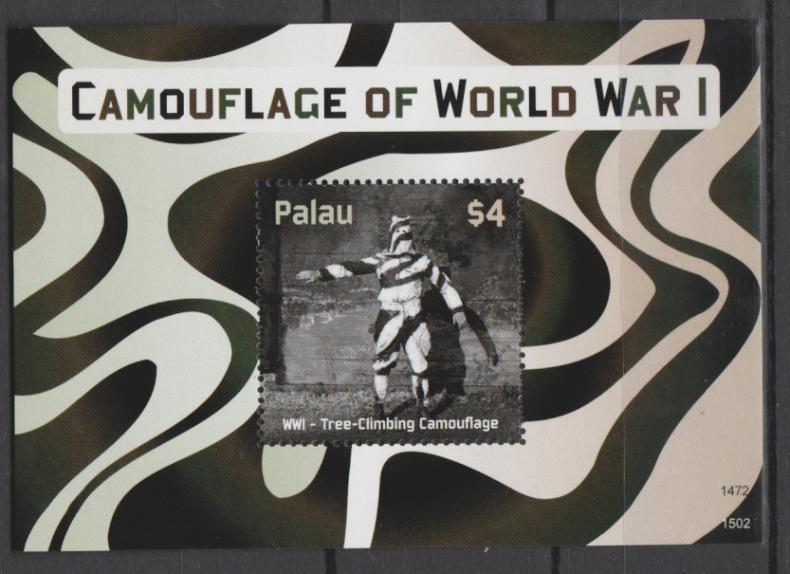 CAMOUFLAGE OF WORLD WAR I
Palau $4
WWI - Tree-Climbing Camouflage
1472
1502